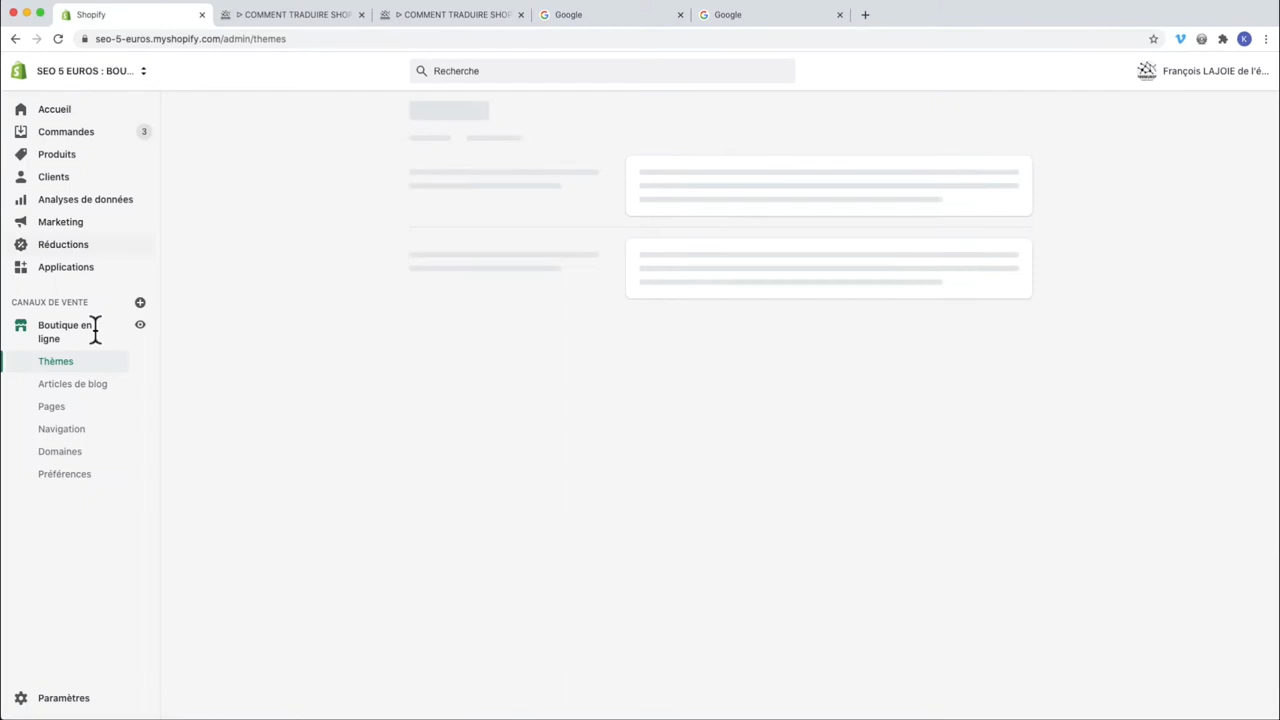 Shopify
ᐅ COMMENT TRADUIRE SHOP
ᐅ COMMENT TRADUIRE SHOP
Google
Google
seo-5-euros.myshopify.com/admin/themes
SEO 5 EUROS : BOU...
Recherche
François LAJOIE de l'é...
Accueil
Commandes
3
Produits
Clients
Analyses de données
Marketing
Réductions
Applications
CANAUX DE VENTE
Boutique en
ligne
Thèmes
Articles de blog
Pages
Navigation
Domaines
Préférences
Paramètres